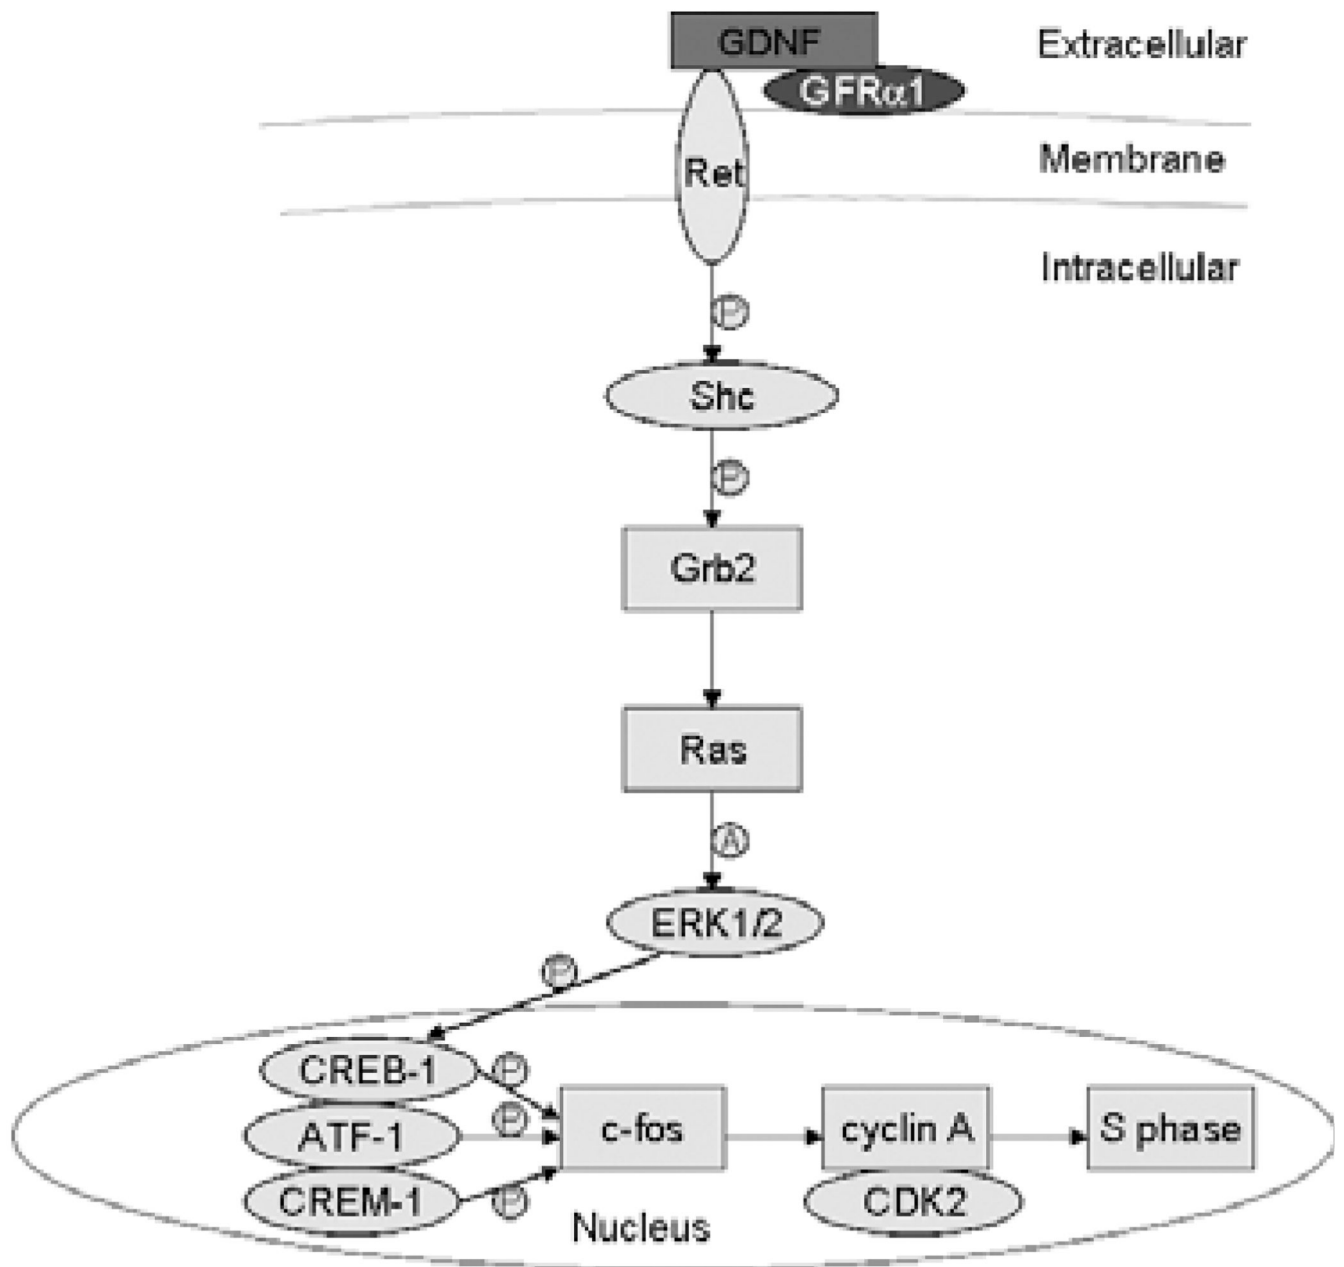 GDNF
Extracellular
GFRα1
Membrane
Ret
Intracellular
P
Shc
P
Grb2
Ras
A
ERK1/2
P
CREB-1
P
ATF-1
P
c-fos
cyclin A
S phase
CREM-1
P
CDK2
Nucleus